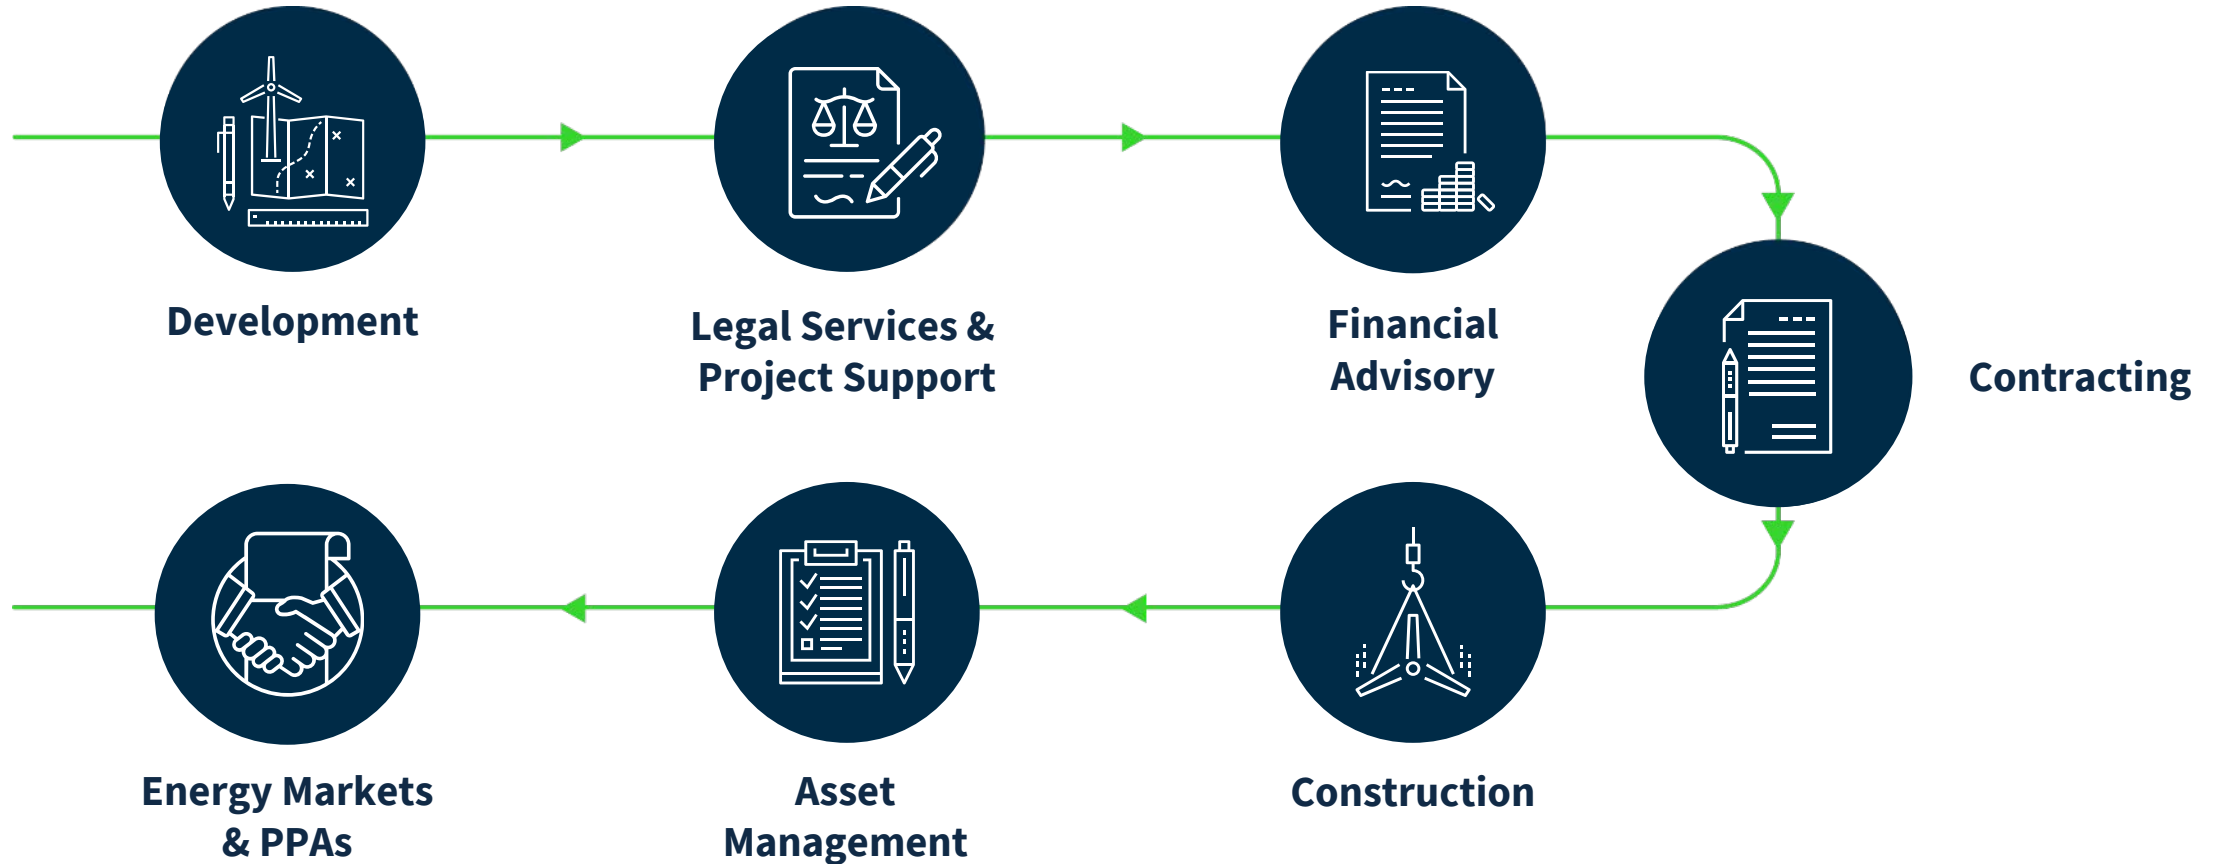 Development
Legal Services &
Project Support
Financial
Advisory
Contracting
Construction
Asset
Management
Energy Markets
& PPAs